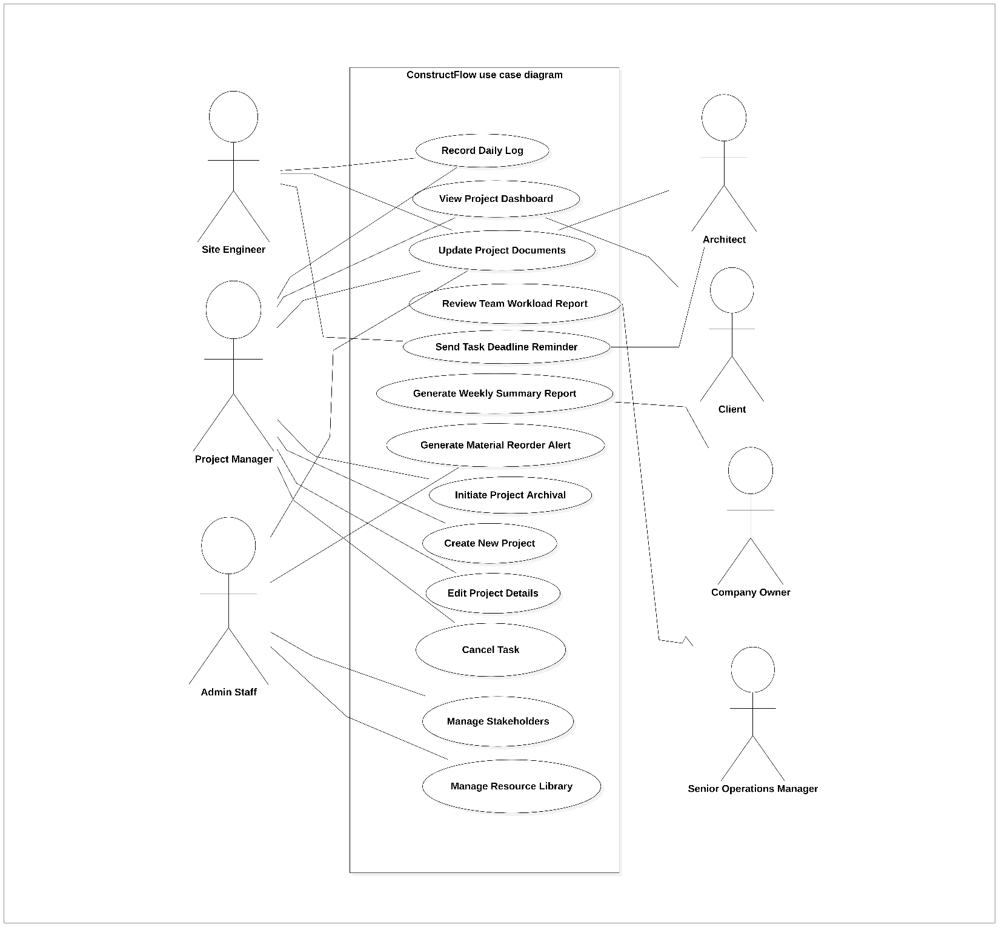 ConstructFlow use case diagram
Record Daily Log
View Project Dashboard
Update Project Documents
Review Team Workload Report
Send Task Deadline Reminder
Generate Weekly Summary Report
Generate Material Reorder Alert
Initiate Project Archival
Create New Project
Edit Project Details
Cancel Task
Manage Stakeholders
Manage Resource Library
Site Engineer
Project Manager
Admin Staff
Architect
Client
Company Owner
Senior Operations Manager